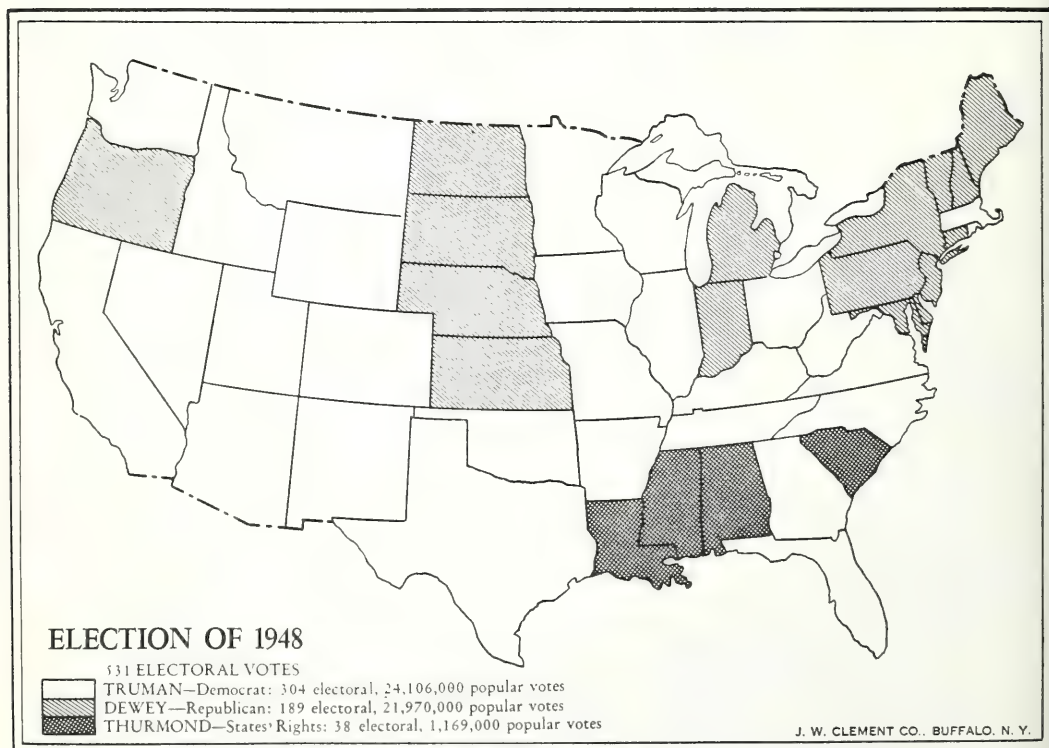 ELECTION OF 1948
531 ELECTORAL VOTES
TRUMAN—Democrat: 304 electoral, 24,106,000 popular votes
DEWEY—Republican: 189 electoral, 21,970,000 popular votes
THURMOND—States' Rights: 38 electoral, 1,169,000 popular votes
J. W. CLEMENT CO., BUFFALO, N. Y.